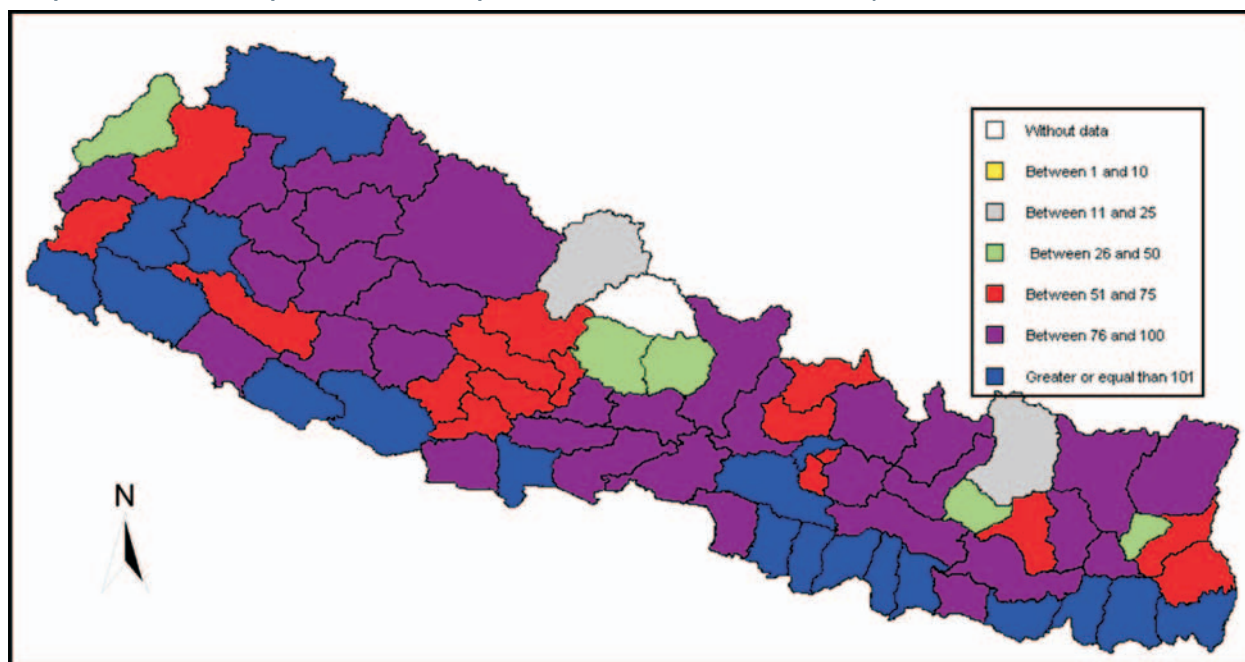 Without data
Between 1 and 10
Between 11 and 25
Between 26 and 50
Between 51 and 75
Between 76 and 100
Greater or equal than 101
N